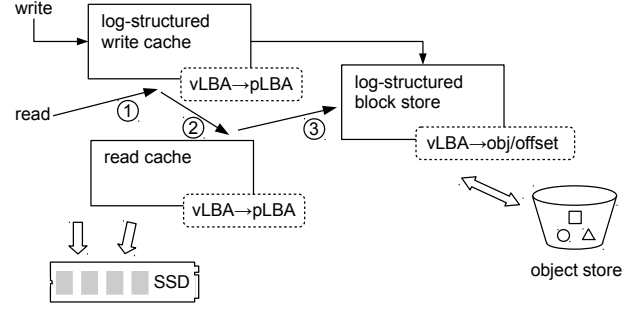 write
log-structured
write cache
vLBA→pLBA
log-structured
block store
vLBA→obj/offset
read
①
②
③
read cache
vLBA→pLBA
SSD
object store